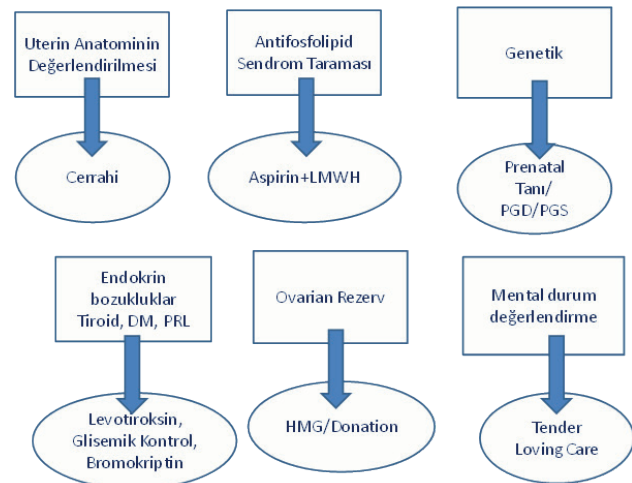 Uterin Anatominin
Değerlendirilmesi
Cerrahi
Antifosfolipid
Sendrom Taraması
Aspirin+LMWH
Genetik
Prenatal
Tanı/
PGD/PGS
Endokrin
bozukluklar
Tiroid, DM, PRL
Levotiroksin,
Glisemik Kontrol,
Bromokriptin
Ovarian Rezerv
HMG/Donation
Mental durum
değerlendirme
Tender
Loving Care